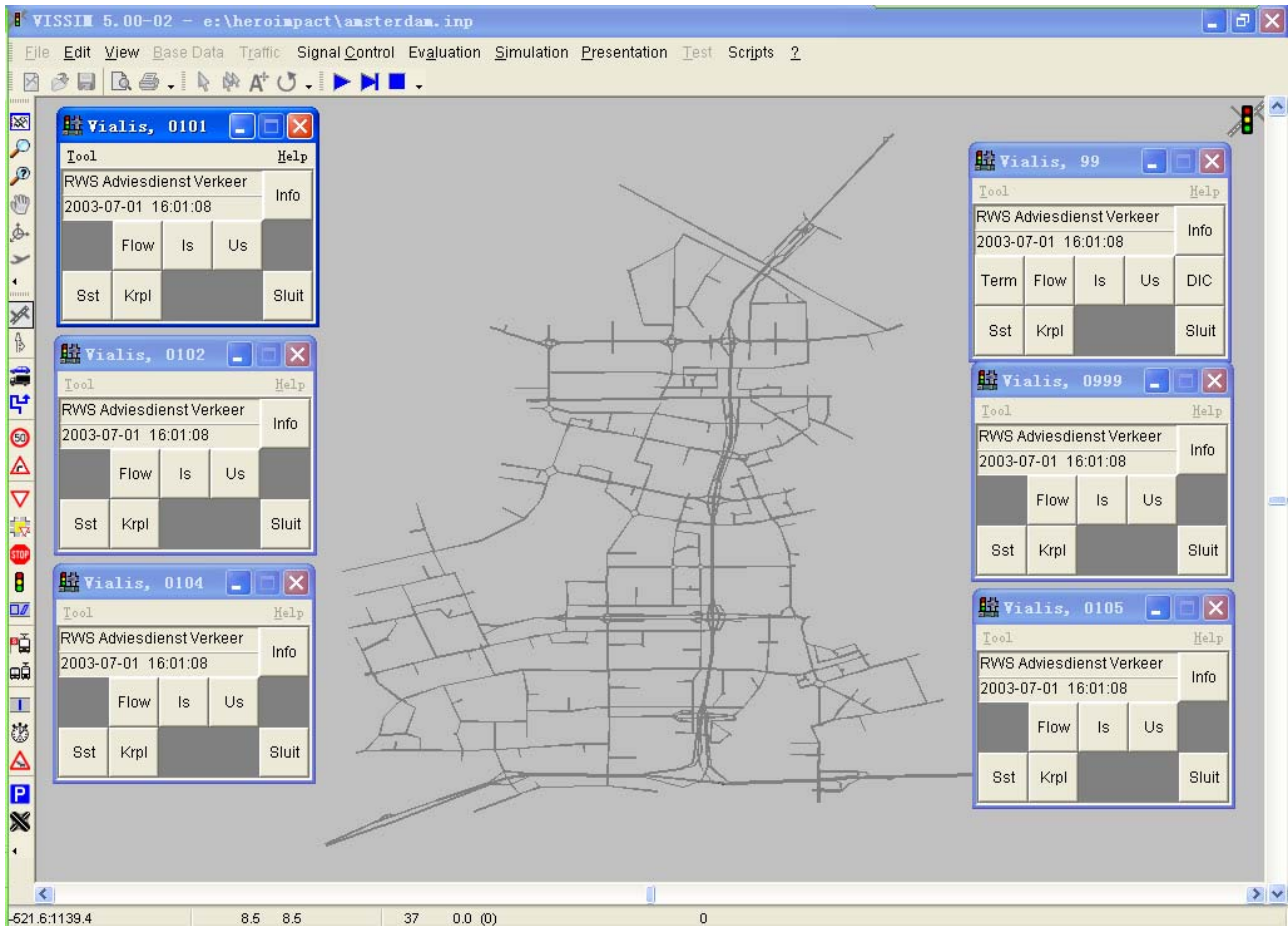 VISSIM 5.00-02 - e:\heroimpact\amsterdam.inp
File Edit View Base Data Traffic Signal Control Evaluation Simulation Presentation Test Scripts ?
Vialis, 0101
Tool Help
RWS Adviesdienst Verkeer
Info
2003-07-01 16:01:08
Flow Is Us
Sst Krpl Sluit
Vialis, 0102
Tool Help
RWS Adviesdienst Verkeer
Info
2003-07-01 16:01:08
Flow Is Us
Sst Krpl Sluit
Vialis, 0104
Tool Help
RWS Adviesdienst Verkeer
Info
2003-07-01 16:01:08
Flow Is Us
Sst Krpl Sluit
Vialis, 99
Tool Help
RWS Adviesdienst Verkeer
Info
2003-07-01 16:01:08
Term Flow Is Us DIC
Sst Krpl Sluit
Vialis, 0999
Tool Help
RWS Adviesdienst Verkeer
Info
2003-07-01 16:01:08
Flow Is Us
Sst Krpl Sluit
Vialis, 0105
Tool Help
RWS Adviesdienst Verkeer
Info
2003-07-01 16:01:08
Flow Is Us
Sst Krpl Sluit
50
STOP
P
-521.6:1139.4 8.5 8.5 37 0.0 (0) 0